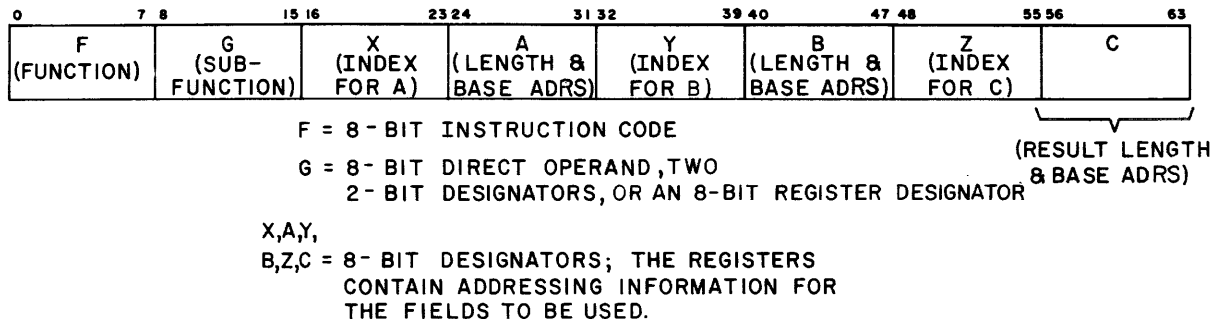 0 7 8 15 16 23 24 31 32 39 40 47 48 55 56 63
F G X A Y B Z C
(FUNCTION) (SUB- (INDEX (LENGTH & (INDEX (LENGTH & (INDEX
FUNCTION) FOR A) BASE ADRS) FOR B) BASE ADRS) FOR C)
F = 8-BIT INSTRUCTION CODE
(RESULT LENGTH
& BASE ADRS)
G = 8-BIT DIRECT OPERAND, TWO
2-BIT DESIGNATORS, OR AN 8-BIT REGISTER DESIGNATOR
X,A,Y,
B,Z,C = 8-BIT DESIGNATORS; THE REGISTERS
CONTAIN ADDRESSING INFORMATION FOR
THE FIELDS TO BE USED.